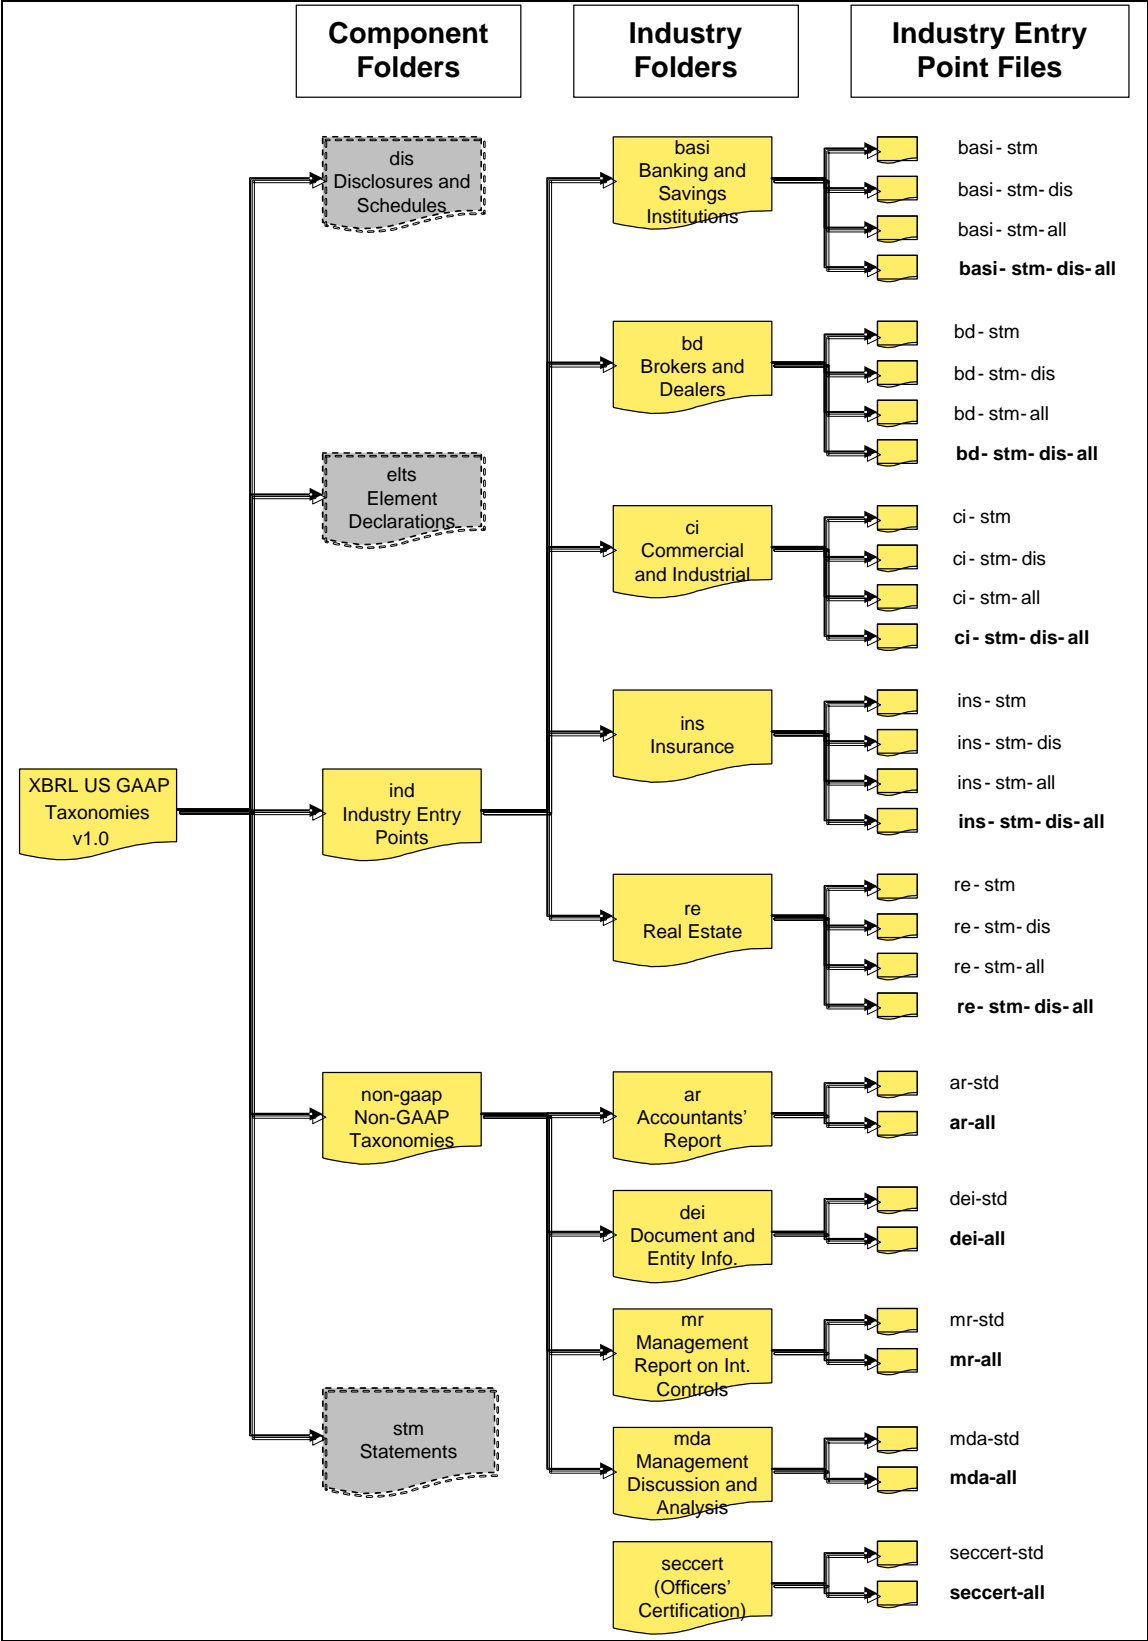 Component
Folders
Industry
Folders
Industry Entry
Point Files
dis
Disclosures and
Schedules
elts
Element
Declarations
XBRL US GAAP
Taxonomies
v1.0
ind
Industry Entry
Points
non-gaap
Non-GAAP
Taxonomies
stm
Statements
basi
Banking and
Savings
Institutions
bd
Brokers and
Dealers
ci
Commercial
and Industrial
ins
Insurance
re
Real Estate
ar
Accountants’
Report
dei
Document and
Entity Info.
mr
Management
Report on Int.
Controls
mda
Management
Discussion and
Analysis
seccert
(Officers’
Certification)
basi- stm
basi- stm- dis
basi- stm- all
basi- stm- dis- all
bd- stm
bd- stm- dis
bd- stm- all
bd- stm- dis- all
ci- stm
ci- stm- dis
ci- stm- all
ci- stm- dis- all
ins- stm
ins- stm- dis
ins- stm- all
ins- stm- dis- all
re- stm
re- stm- dis
re- stm- all
re- stm- dis- all
ar-std
ar-all
dei-std
dei-all
mr-std
mr-all
mda-std
mda-all
seccert-std
seccert-all